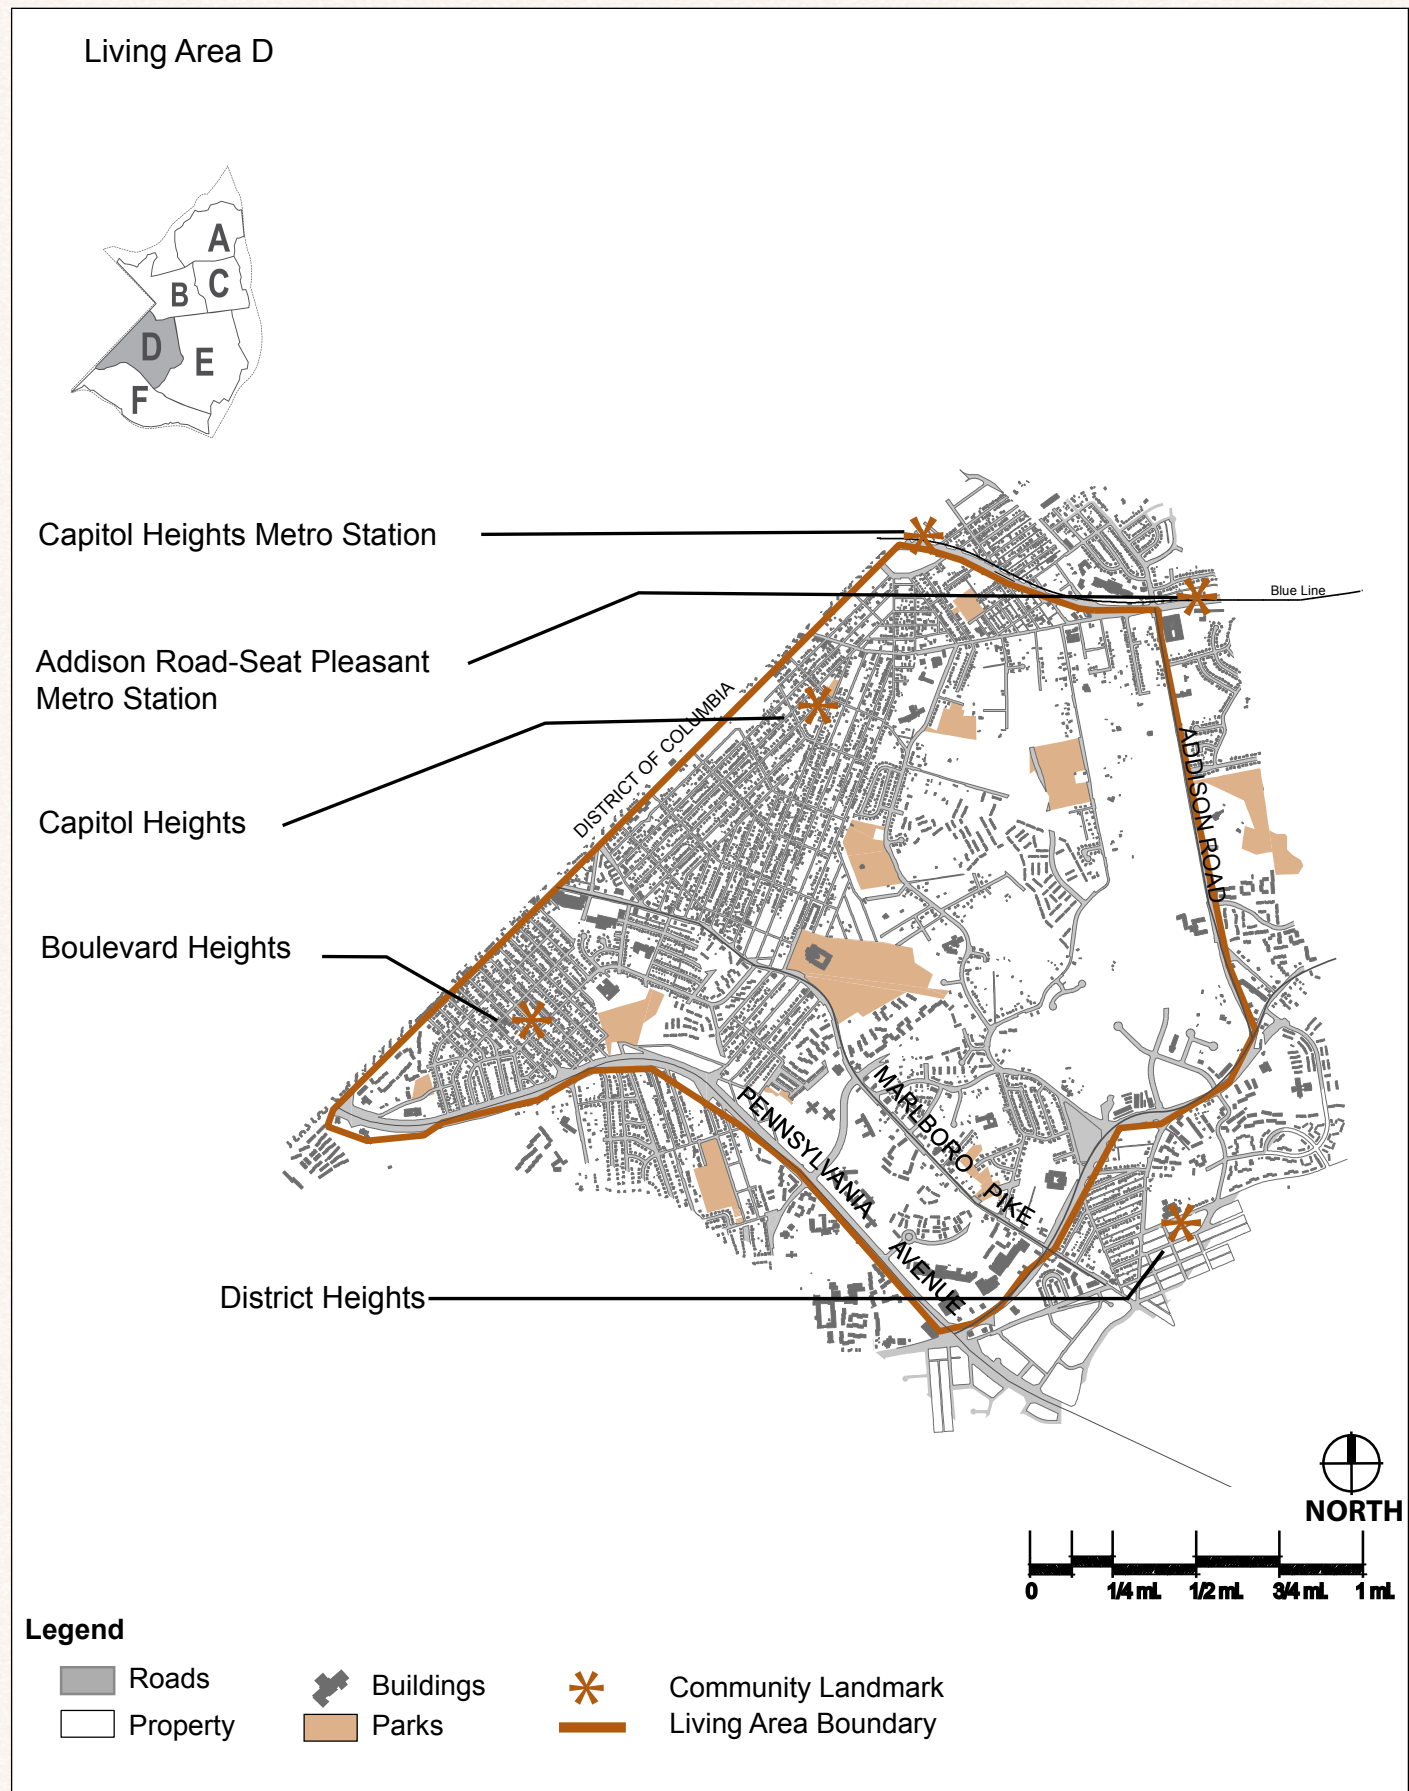 Living Area D
A
B
C
D
E
F
Capitol Heights Metro Station
Blue Line
Addison Road-Seat Pleasant
Metro Station
DISTRICT OF COLUMBIA
ADDISON ROAD
Capitol Heights
Boulevard Heights
MARLBORO PIKE
PENNSYLVANIA AVENUE
District Heights
NORTH
0 1/4 mi. 1/2 mi. 3/4 mi. 1 mi.
Legend
Roads
Buildings
Community Landmark
Property
Parks
Living Area Boundary